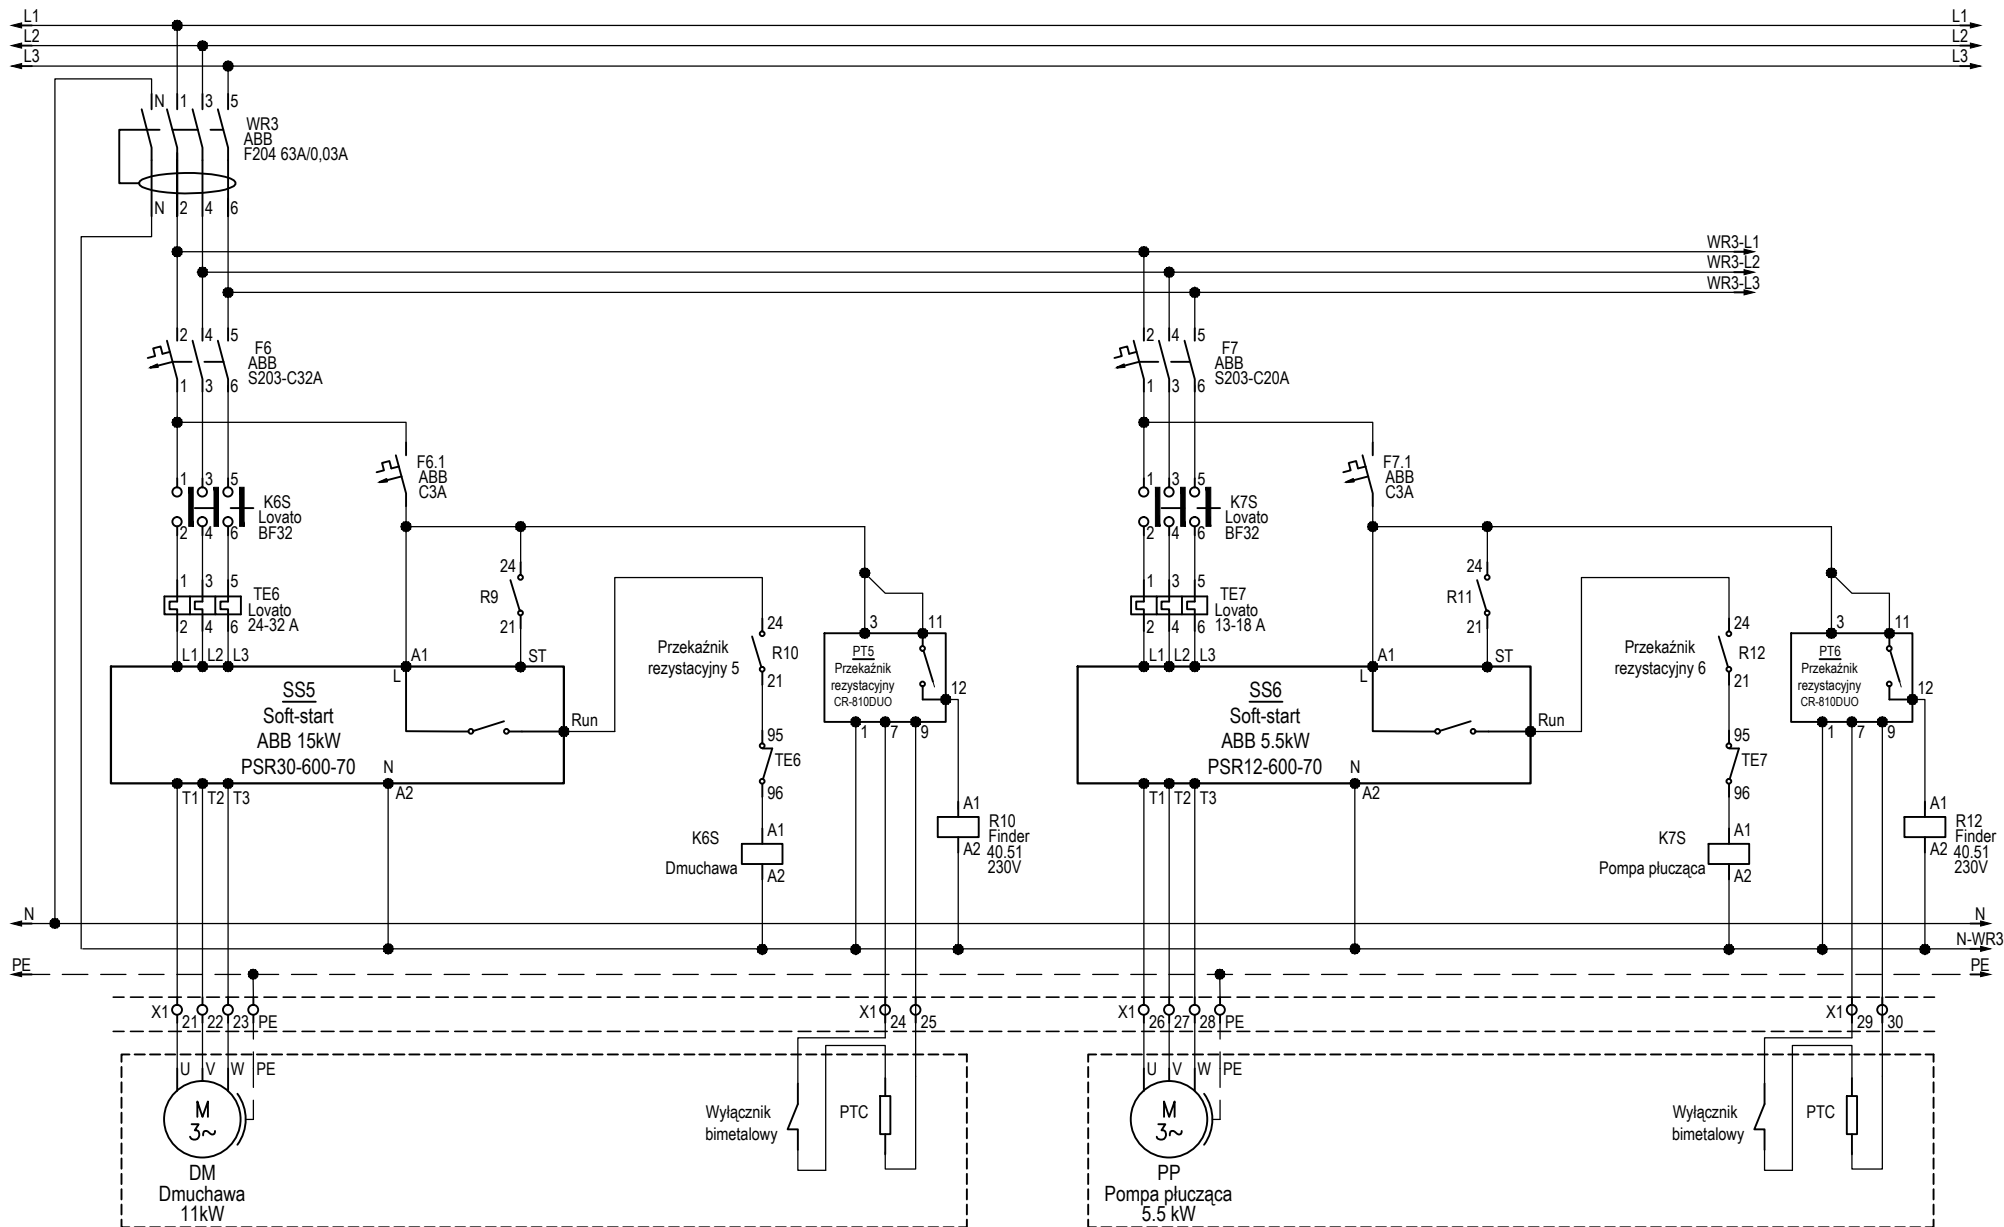 L1
L1
L2
L2
L3
L3
N 1 3 5
WR3
ABB
F204 63A/0,03A
N 2 4 6
WR3-L1
WR3-L2
WR3-L3
2 4 5
F6
ABB
S203-C32A
1 3 6
F6.1
ABB
C3A
1 3 5
K6S
Lovato
BF32
2 4 6
1 3 5
TE6
Lovato
24-32 A
2 4 6
24
R9
21
L1 L2 L3
A1
L
ST
SS5
Soft-start
ABB 15kW
PSR30-600-70
Run
N
A2
T1 T2 T3
Przekaźnik
rezystacyjny 5
24
R10
21
95
TE6
96
K6S
Dmuchawa
A1
A2
3 11
PT5
Przekaźnik
rezystacyjny
CR-810DUO
12
1 7 9
A1
R10
Finder
40.51
230V
A2
2 4 5
F7
ABB
S203-C20A
1 3 6
F7.1
ABB
C3A
1 3 5
K7S
Lovato
BF32
2 4 6
1 3 5
TE7
Lovato
13-18 A
2 4 6
24
R11
21
L1 L2 L3
A1
L
ST
SS6
Soft-start
ABB 5.5kW
PSR12-600-70
Run
N
A2
T1 T2 T3
Przekaźnik
rezystacyjny 6
24
R12
21
95
TE7
96
K7S
Pompa płucząca
A1
A2
3 11
PT6
Przekaźnik
rezystacyjny
CR-810DUO
12
1 7 9
A1
R12
Finder
40.51
230V
A2
N
N
N-WR3
PE
PE
X1 21 22 23 PE
X1 24 25
X1 26 27 28 PE
X1 29 30
U V W PE
M
3~
DM
Dmuchawa
11kW
Wyłącznik
bimetalowy
PTC
U V W PE
M
3~
PP
Pompa płucząca
5.5 kW
Wyłącznik
bimetalowy
PTC